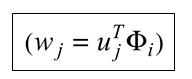 (w_j = u_j^T Φ_i)